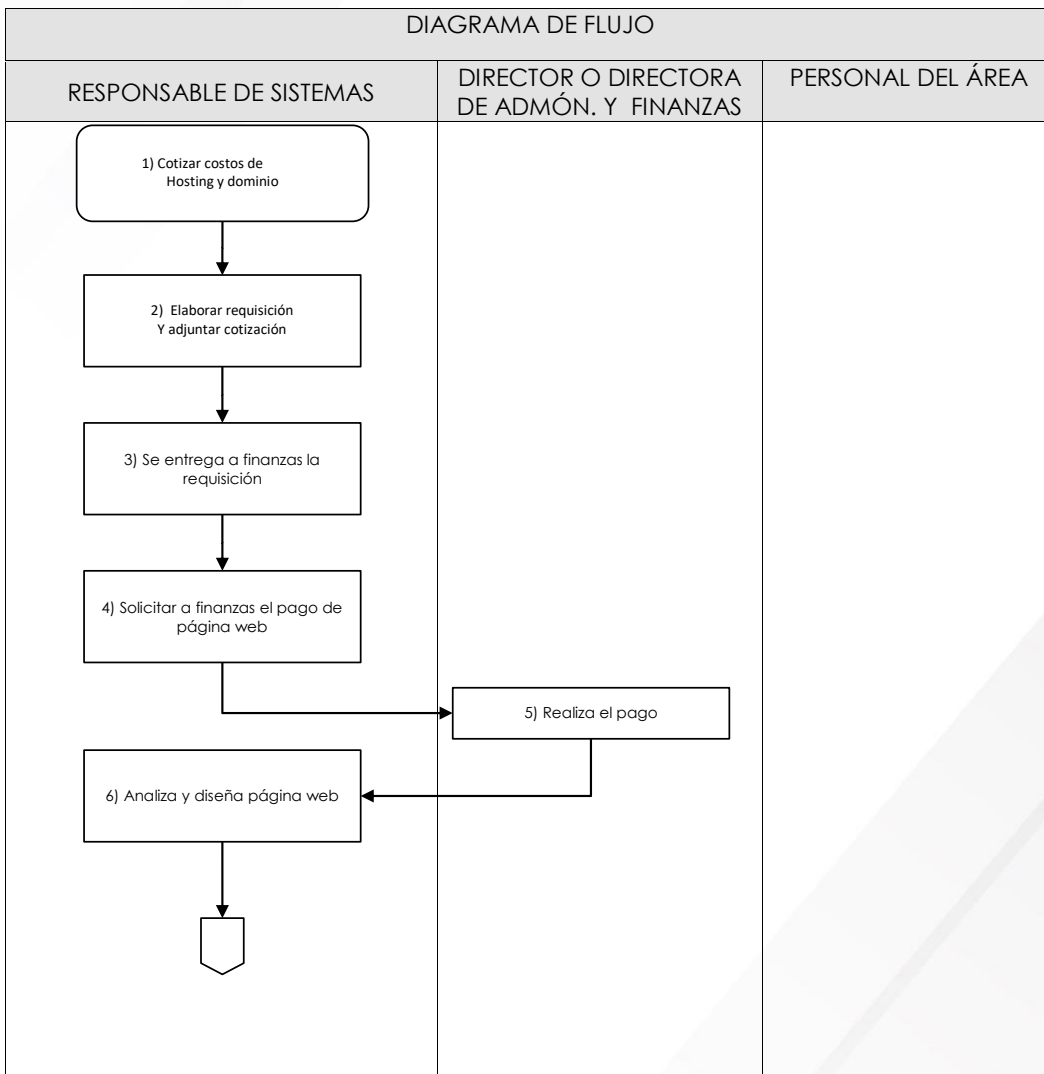 DIAGRAMA DE FLUJO
RESPONSABLE DE SISTEMAS
DIRECTOR O DIRECTORA
DE ADMÓN. Y FINANZAS
PERSONAL DEL ÁREA
1) Cotizar costos de
Hosting y dominio
2) Elaborar requisición
Y adjuntar cotización
3) Se entrega a finanzas la
requisición
4) Solicitar a finanzas el pago de
página web
5) Realiza el pago
6) Analiza y diseña página web